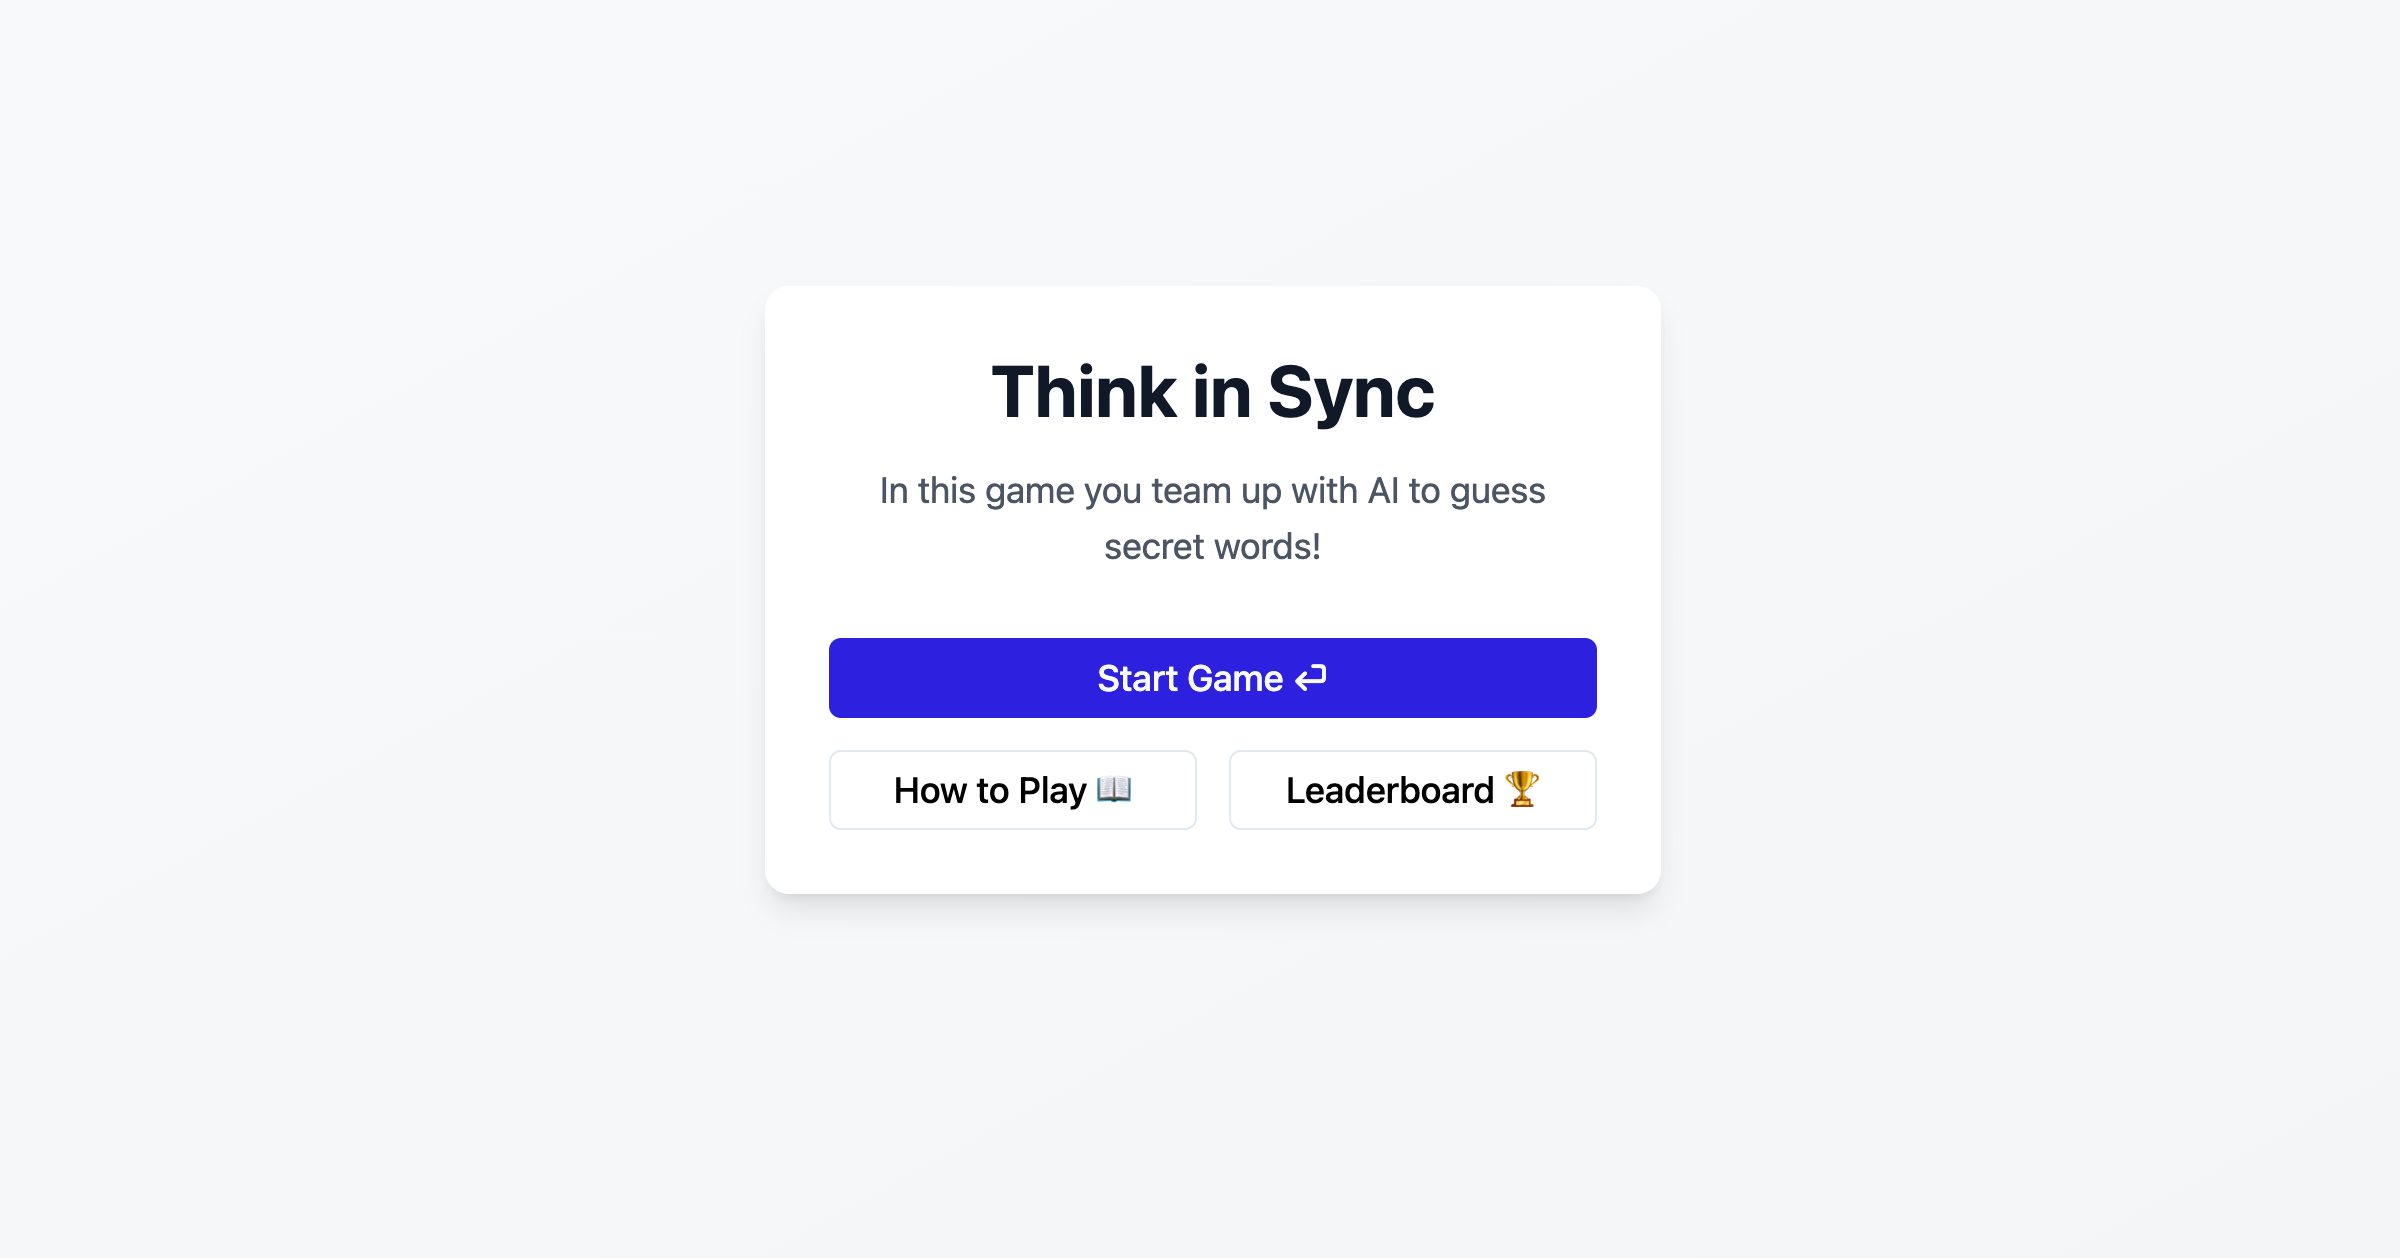 Think in Sync
In this game you team up with AI to guess
secret words!
Start Game ⏎
How to Play 📖
Leaderboard 🏆